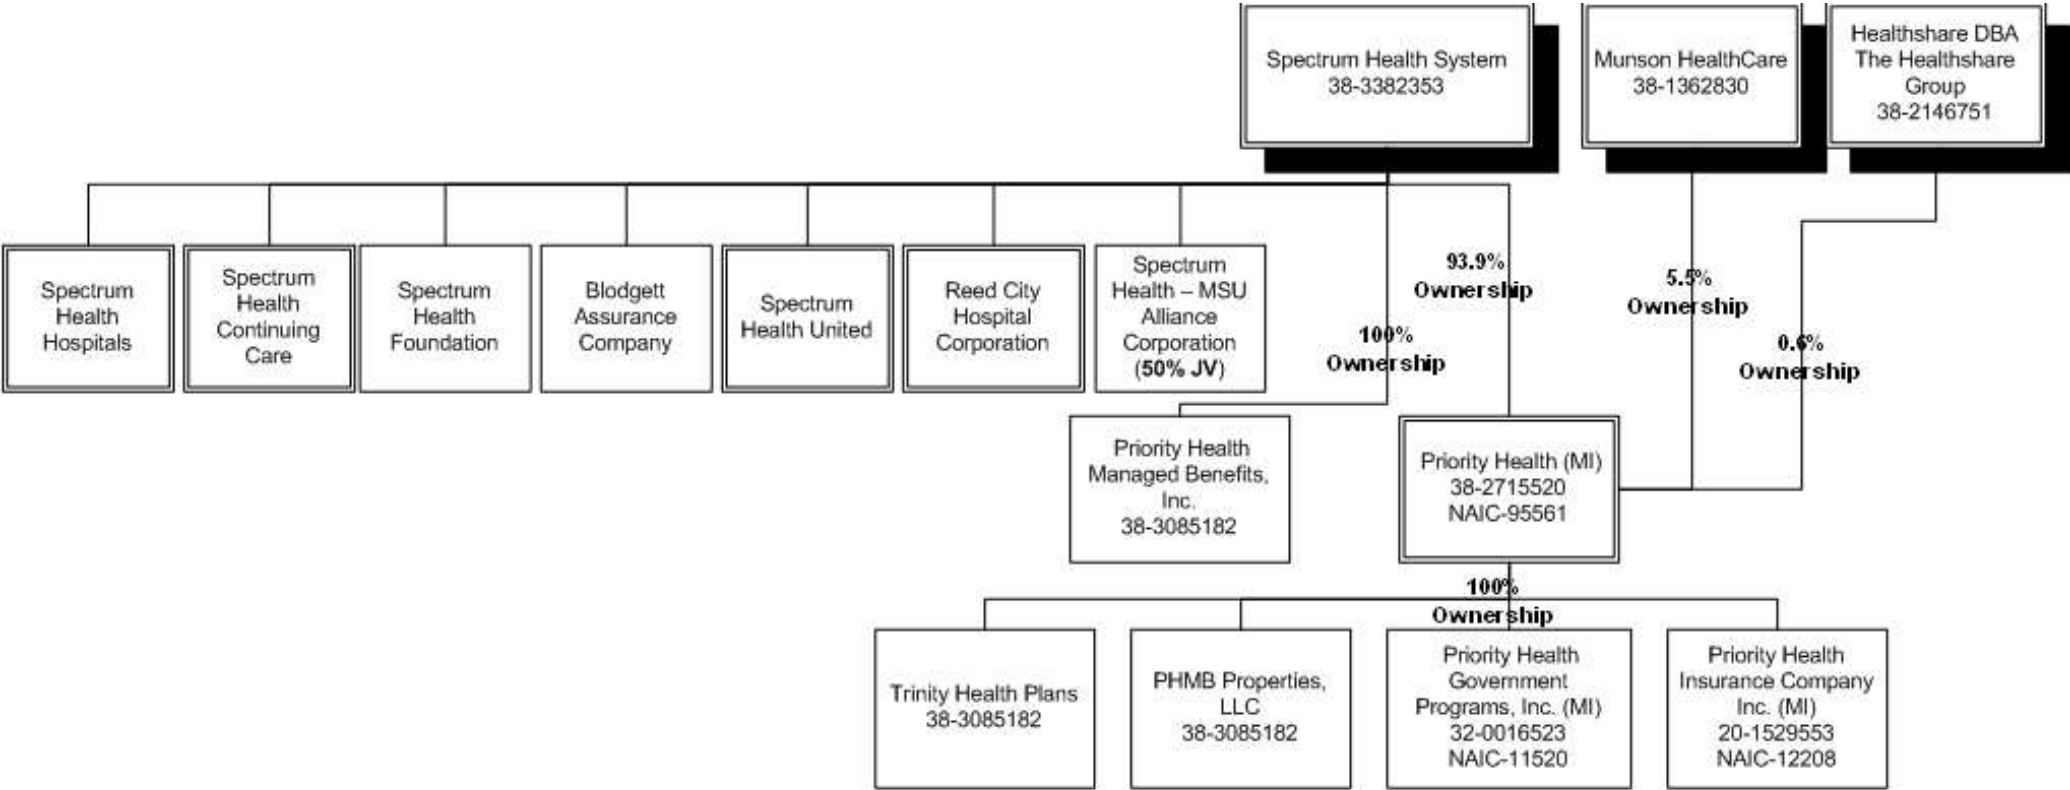 Spectrum Health System
38-3382353
Munson HealthCare
38-1362830
Healthshare DBA
The Healthshare
Group
38-2146751
Spectrum
Health
Hospitals
Spectrum
Health
Continuing
Care
Spectrum
Health
Foundation
Blodgett
Assurance
Company
Spectrum
Health United
Reed City
Hospital
Corporation
Spectrum
Health – MSU
Alliance
Corporation
(50% JV)
100%
Ownership
93.9%
Ownership
5.5%
Ownership
0.6%
Ownership
Priority Health
Managed Benefits,
Inc.
38-3085182
Priority Health (MI)
38-2715520
NAIC-95561
100%
Ownership
Trinity Health Plans
38-3085182
PHMB Properties,
LLC
38-3085182
Priority Health
Government
Programs, Inc. (MI)
32-0016523
NAIC-11520
Priority Health
Insurance Company
Inc. (MI)
20-1529553
NAIC-12208